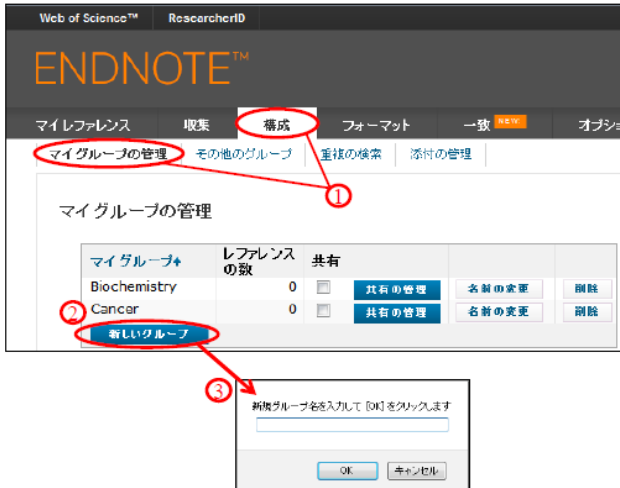 Web of Science™ ResearcherID
ENDNOTE™
マイレファレンス 収集 構成 フォーマット 一致 NEW オプショ
マイグループの管理 その他のグループ 重複の検索 添付の管理
①
マイグループの管理
マイグループ レファレンスの数 共有
Biochemistry 0 共有の管理 名前の変更 削除
② Cancer 0 共有の管理 名前の変更 削除
新しいグループ
③
新規グループ名を入力して [OK] をクリックします
OK キャンセル